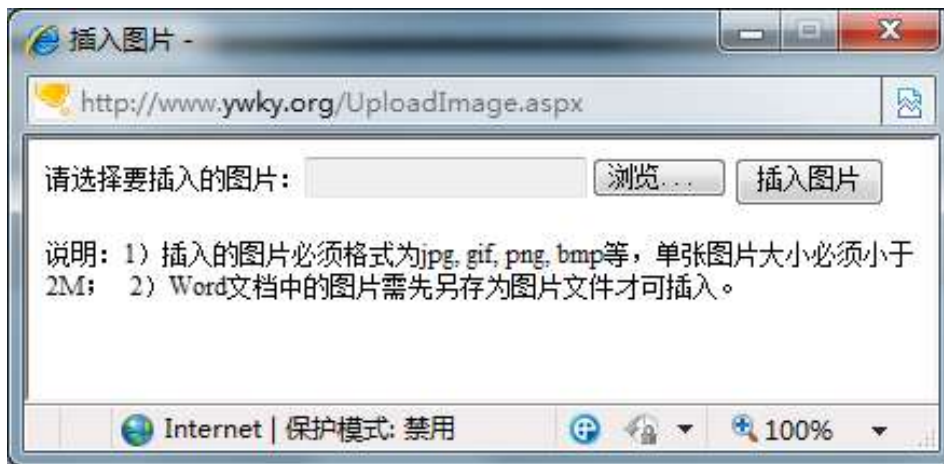 插入图片 -
http://www.ywky.org/UploadImage.aspx
请选择要插入的图片： 浏览... 插入图片
说明：1）插入的图片必须格式为jpg, gif, png, bmp等，单张图片大小必须小于
2M； 2）Word文档中的图片需先另存为图片文件才可插入。
Internet | 保护模式: 禁用 100%